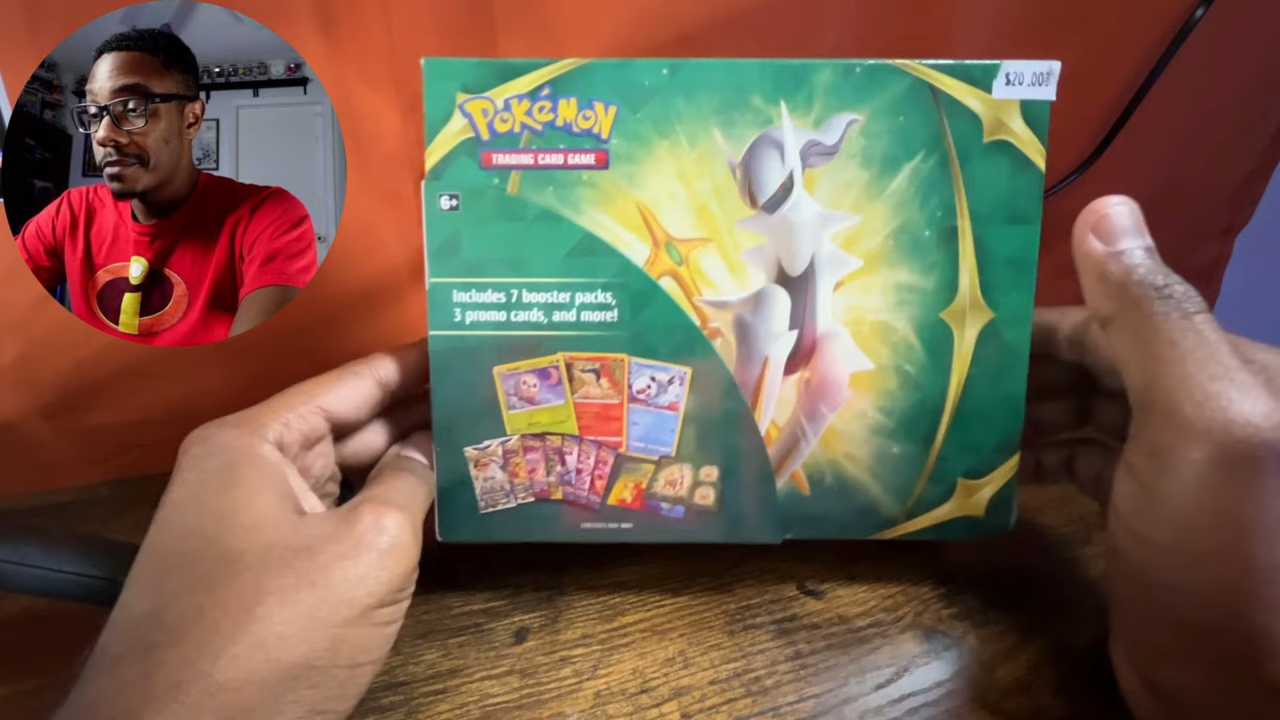 $20.00
POKéMON
TRADING CARD GAME
6+
Includes 7 booster packs,
3 promo cards, and more!